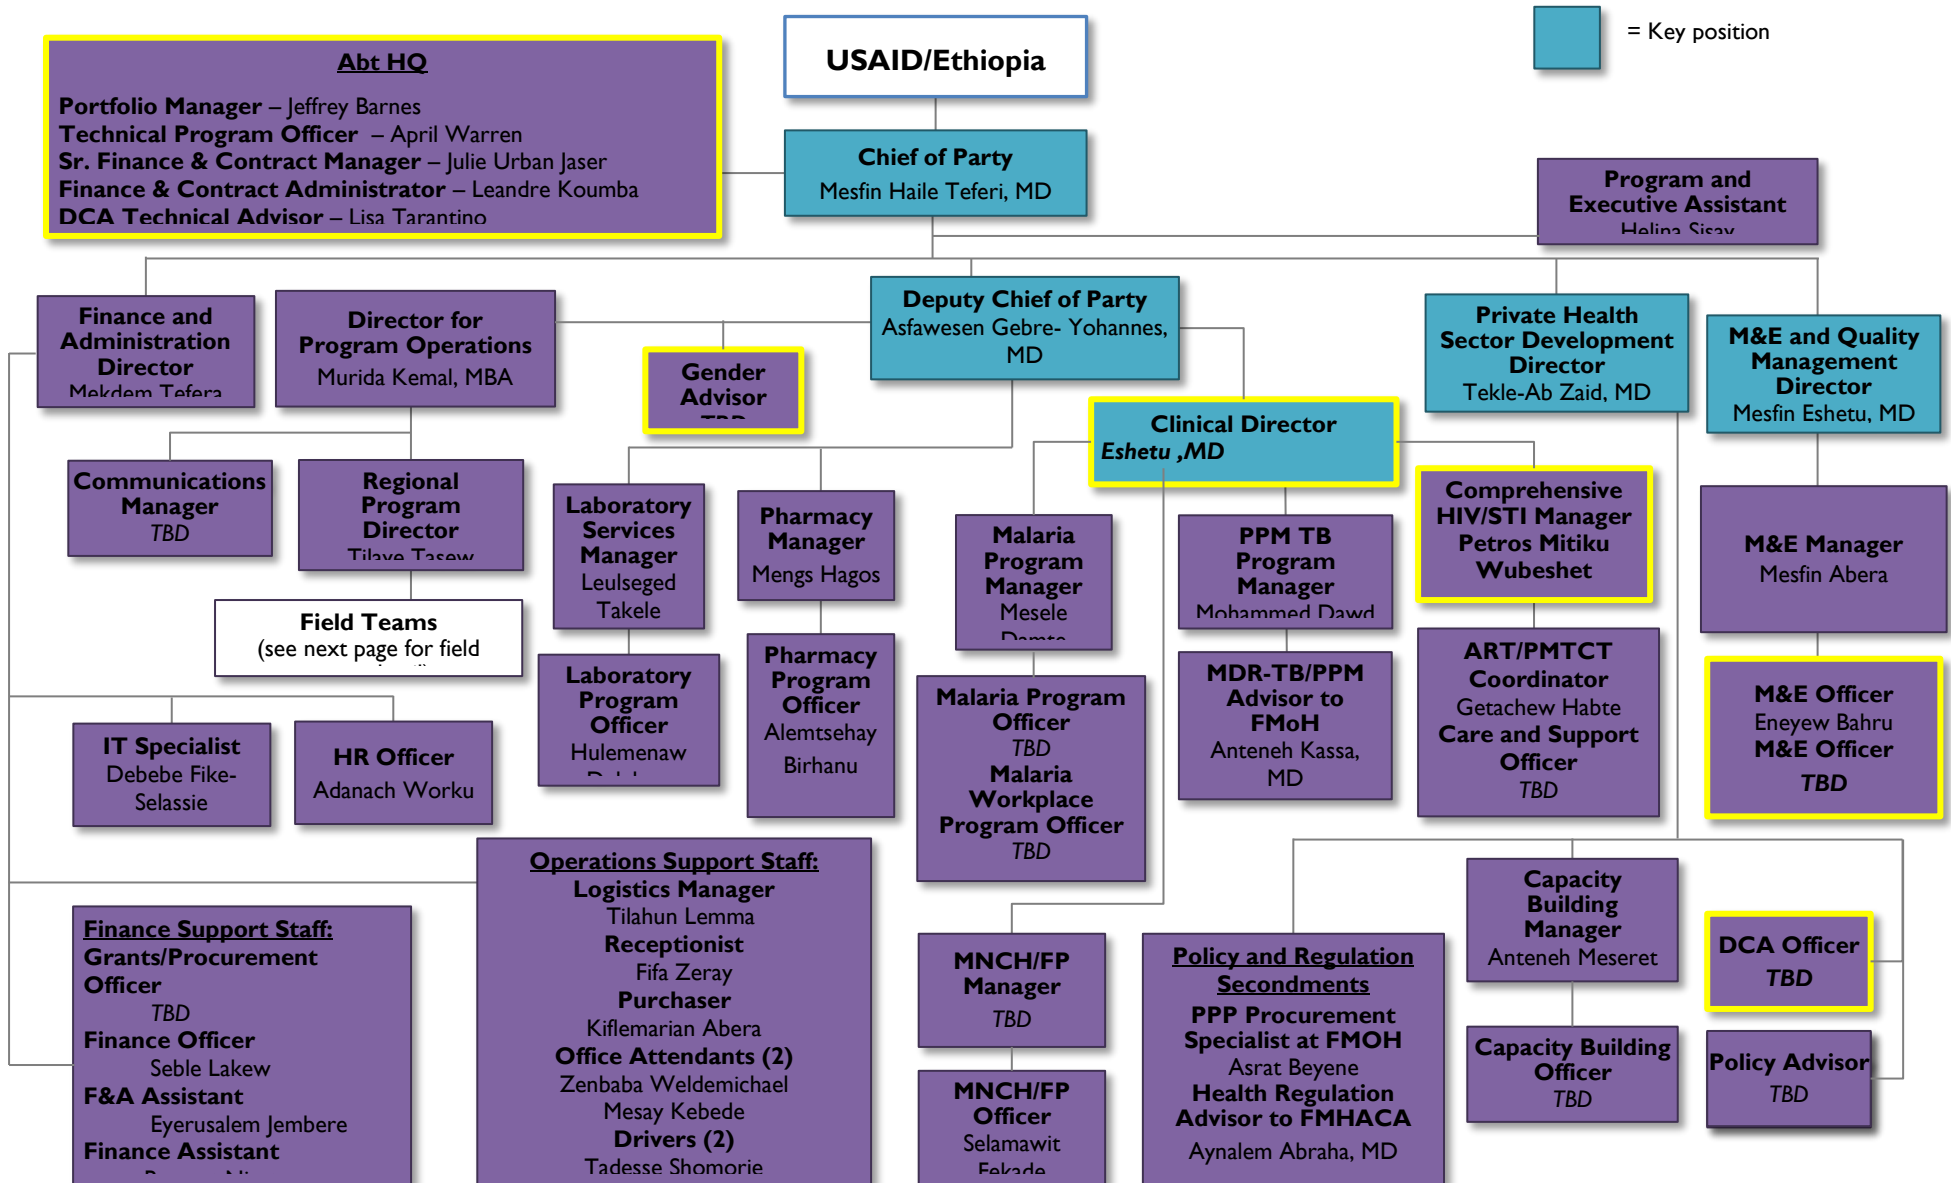 Abt HQ
Portfolio Manager – Jeffrey Barnes
Technical Program Officer – April Warren
Sr. Finance & Contract Manager – Julie Urban Jaser
Finance & Contract Administrator – Leandre Koumba
DCA Technical Advisor – Lisa Tarantino
USAID/Ethiopia
= Key position
Chief of Party
Mesfin Haile Teferi, MD
Program and
Executive Assistant
Helina Sisay
Finance and
Administration
Director
Mekdem Tefera
Director for
Program Operations
Murida Kemal, MBA
Gender
Advisor
TBD
Deputy Chief of Party
Asfawesen Gebre- Yohannes,
MD
Private Health
Sector Development
Director
Tekle-Ab Zaid, MD
M&E and Quality
Management
Director
Mesfin Eshetu, MD
Clinical Director
Eshetu ,MD
Communications
Manager
TBD
Regional
Program
Director
Tilaye Tasew
Field Teams
(see next page for field
Laboratory
Services
Manager
Leulseged
Takele
Pharmacy
Manager
Mengs Hagos
Malaria
Program
Manager
Mesele
Damte
PPM TB
Program
Manager
Mohammed Dawd
Comprehensive
HIV/STI Manager
Petros Mitiku
Wubeshet
M&E Manager
Mesfin Abera
Laboratory
Program
Officer
Hulemenaw
Pharmacy
Program
Officer
Alemtsehay
Birhanu
Malaria Program
Officer
TBD
Malaria
Workplace
Program Officer
TBD
MDR-TB/PPM
Advisor to
FMoH
Anteneh Kassa,
MD
ART/PMTCT
Coordinator
Getachew Habte
Care and Support
Officer
TBD
M&E Officer
Eneyew Bahru
M&E Officer
TBD
IT Specialist
Debebe Fike-
Selassie
HR Officer
Adanach Worku
Finance Support Staff:
Grants/Procurement
Officer
TBD
Finance Officer
Seble Lakew
F&A Assistant
Eyerusalem Jembere
Finance Assistant
Operations Support Staff:
Logistics Manager
Tilahun Lemma
Receptionist
Fifa Zeray
Purchaser
Kiflemarian Abera
Office Attendants (2)
Zenbaba Weldemichael
Mesay Kebede
Drivers (2)
Tadesse Shomorie
MNCH/FP
Manager
TBD
MNCH/FP
Officer
Selamawit
Fekade
Policy and Regulation
Secondments
PPP Procurement
Specialist at FMOH
Asrat Beyene
Health Regulation
Advisor to FMHACA
Aynalem Abraha, MD
Capacity
Building
Manager
Anteneh Meseret
Capacity Building
Officer
TBD
DCA Officer
TBD
Policy Advisor
TBD